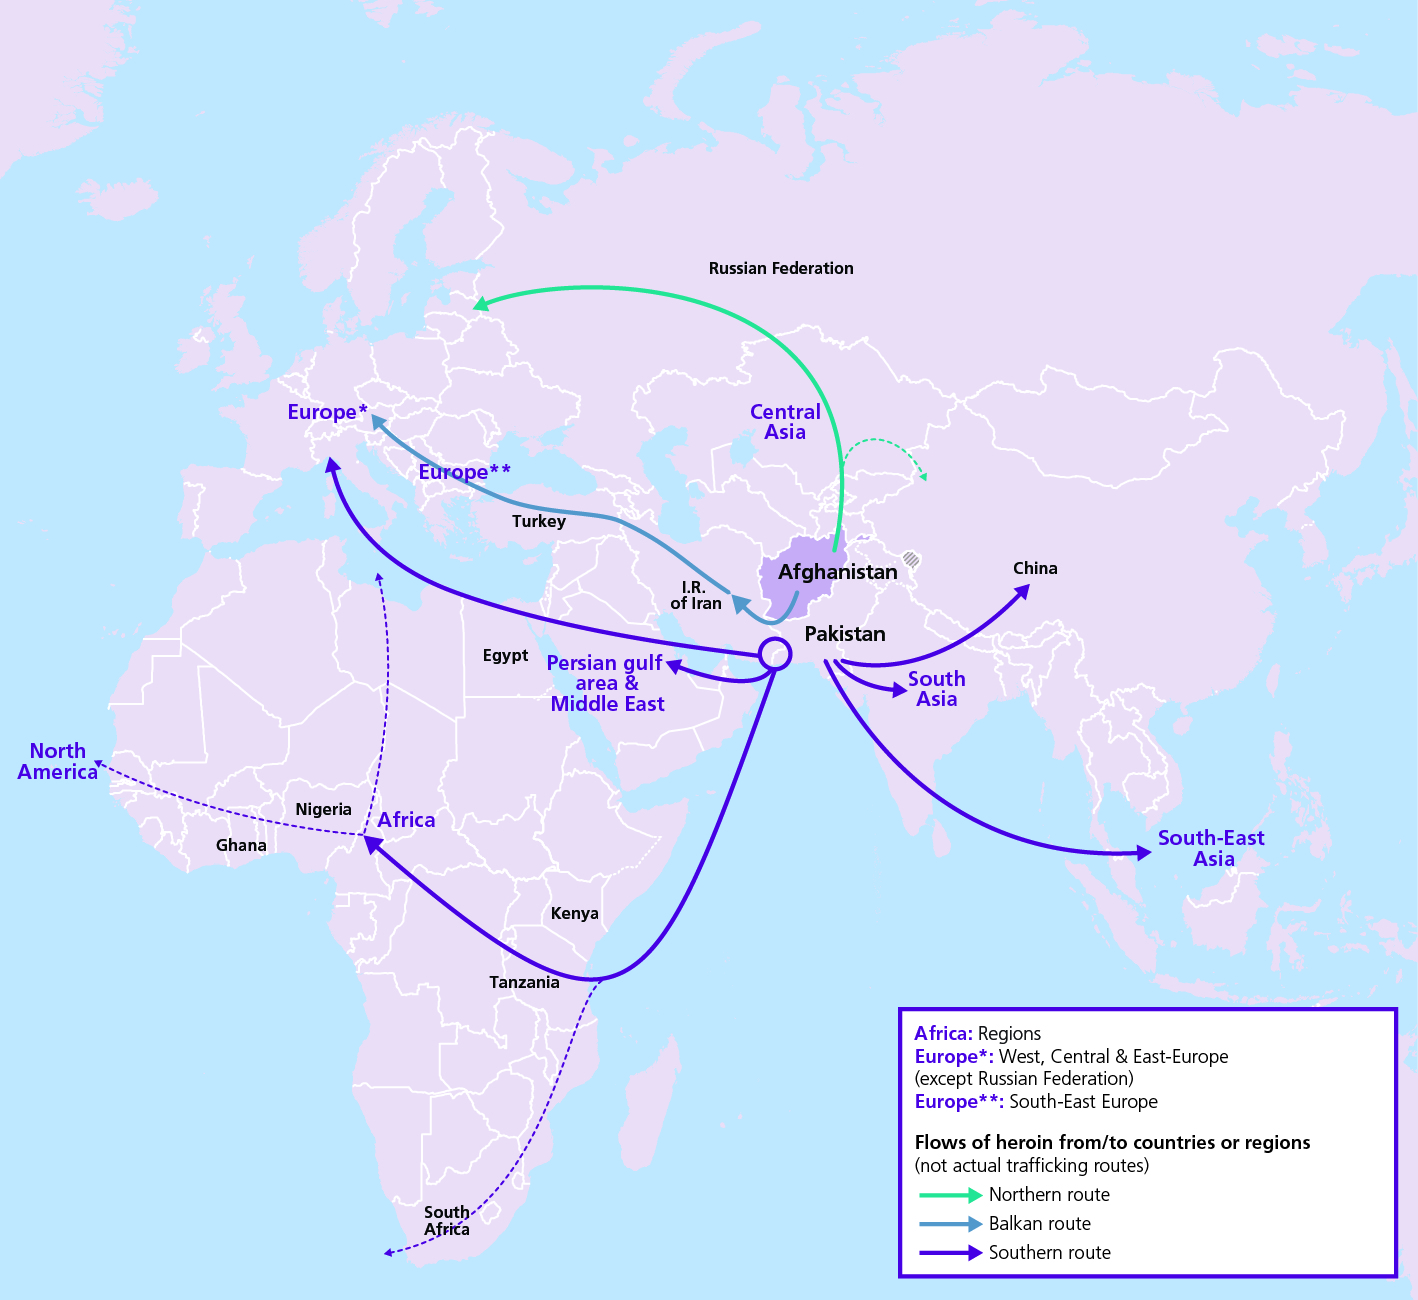 Russian Federation
Europe*
Central
Asia
Europe**
Turkey
Afghanistan
China
I.R.
of Iran
Pakistan
Egypt
Persian gulf
area &
Middle East
South
Asia
North
America
Nigeria
Africa
Ghana
South-East
Asia
Kenya
Tanzania
South
Africa
Africa: Regions
Europe*: West, Central & East-Europe
(except Russian Federation)
Europe**: South-East Europe
Flows of heroin from/to countries or regions
(not actual trafficking routes)
Northern route
Balkan route
Southern route